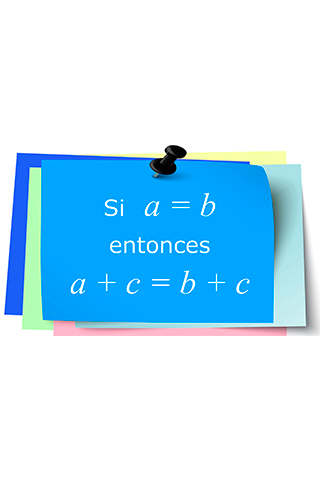 Si a = b
entonces
a + c = b + c